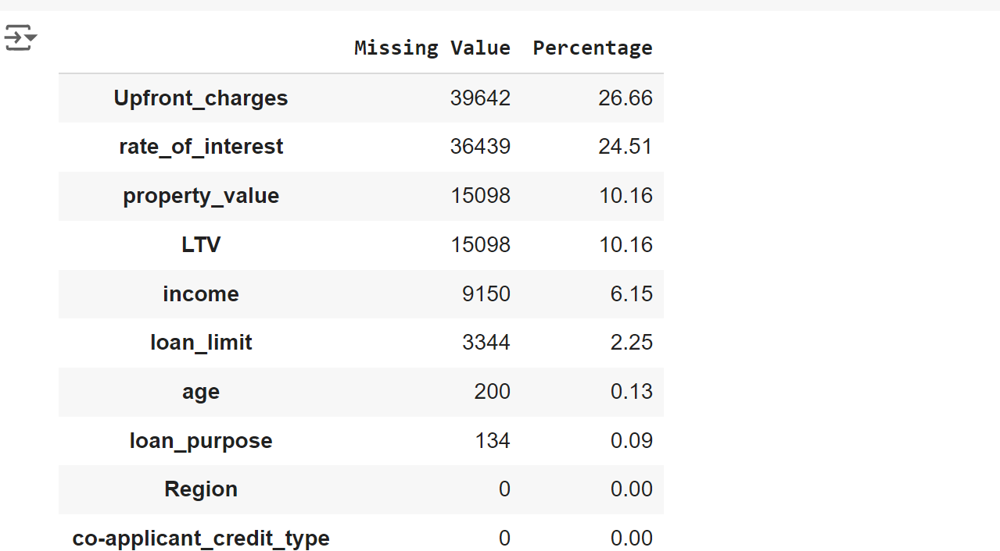 Missing Value Percentage
Upfront_charges 39642 26.66
rate_of_interest 36439 24.51
property_value 15098 10.16
LTV 15098 10.16
income 9150 6.15
loan_limit 3344 2.25
age 200 0.13
loan_purpose 134 0.09
Region 0 0.00
co-applicant_credit_type 0 0.00